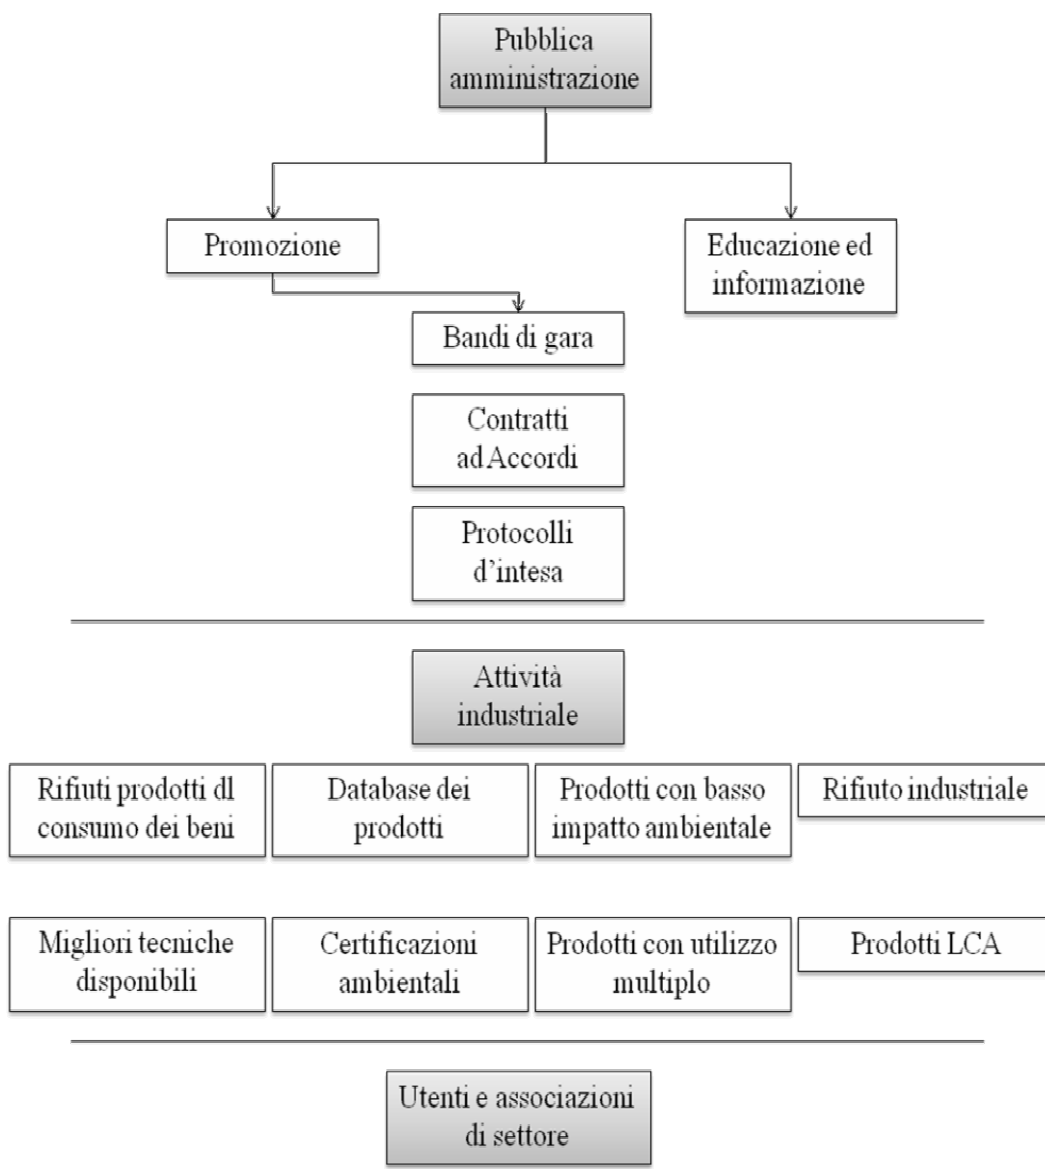 Pubblica
amministrazione
Promozione
Educazione ed
informazione
Bandi di gara
Contratti
ad Accordi
Protocolli
d’intesa
Attività
industriale
Rifiuti prodotti dl
consumo dei beni
Database dei
prodotti
Prodotti con basso
impatto ambientale
Rifiuto industriale
Migliori tecniche
disponibili
Certificazioni
ambientali
Prodotti con utilizzo
multiplo
Prodotti LCA
Utenti e associazioni
di settore